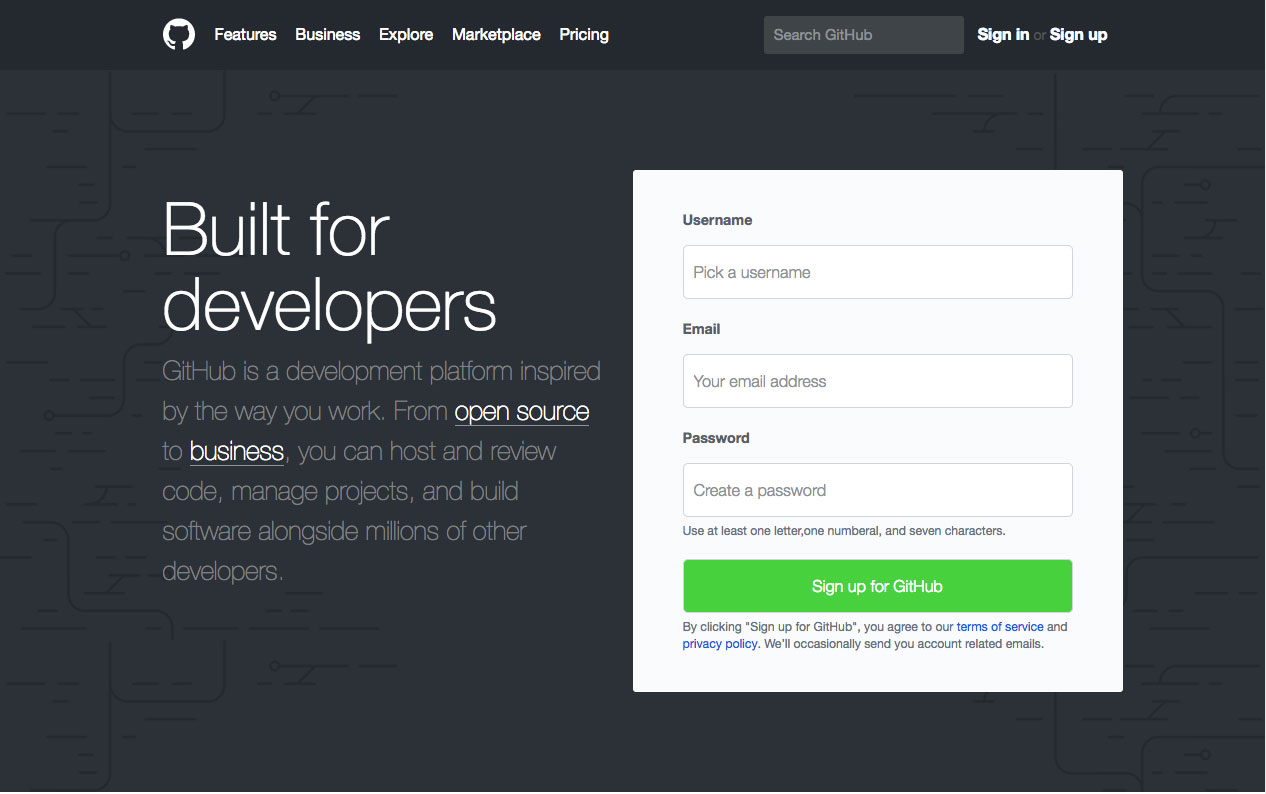 Features Business Explore Marketplace Pricing Search GitHub Sign in or Sign up
Built for
developers
GitHub is a development platform inspired
by the way you work. From open source
to business, you can host and review
code, manage projects, and build
software alongside millions of other
developers.
Username
Pick a username
Email
Your email address
Password
Create a password
Use at least one letter,one numberal, and seven characters.
Sign up for GitHub
By clicking "Sign up for GitHub", you agree to our terms of service and
privacy policy. We'll occasionally send you account related emails.